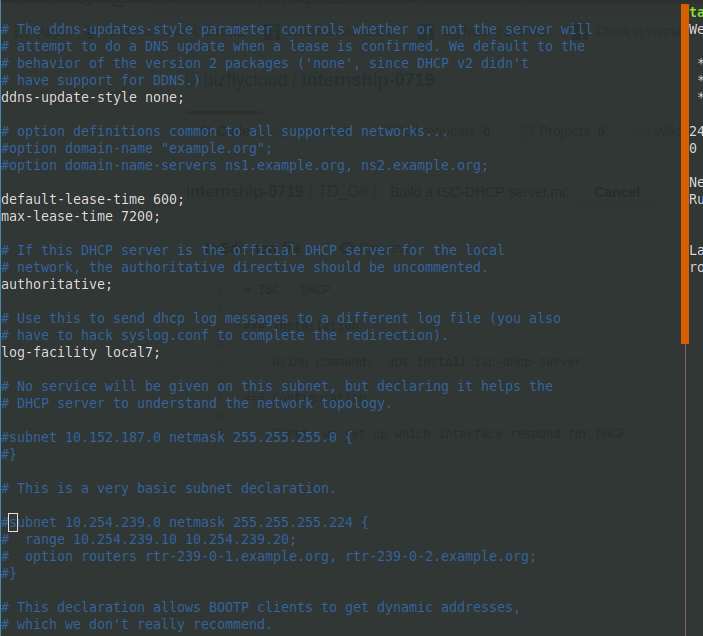 # The ddns-updates-style parameter controls whether or not the server will
# attempt to do a DNS update when a lease is confirmed. We default to the
# behavior of the version 2 packages ('none', since DHCP v2 didn't
# have support for DDNS.)
ddns-update-style none;
# option definitions common to all supported networks...
#option domain-name "example.org";
#option domain-name-servers ns1.example.org, ns2.example.org;
default-lease-time 600;
max-lease-time 7200;
# If this DHCP server is the official DHCP server for the local
# network, the authoritative directive should be uncommented.
authoritative;
# Use this to send dhcp log messages to a different log file (you also
# have to hack syslog.conf to complete the redirection).
log-facility local7;
# No service will be given on this subnet, but declaring it helps the
# DHCP server to understand the network topology.
#subnet 10.152.187.0 netmask 255.255.255.0 {
#}
# This is a very basic subnet declaration.
#subnet 10.254.239.0 netmask 255.255.255.224 {
#  range 10.254.239.10 10.254.239.20;
#  option routers rtr-239-0-1.example.org, rtr-239-0-2.example.org;
#}
# This declaration allows BOOTP clients to get dynamic addresses,
# which we don't really recommend.
bizflycloud / internship-0719
Projects 0
Wiki
internship-0719 / TD_Git / Build a ISC-DHCP server.md Cancel
# ISC - DHCP
- Using command: `apt install isc-dhcp-server
up which interface respond for DHCP
ta
We
*
*
*
24
0
Ne
Ru
La
ro